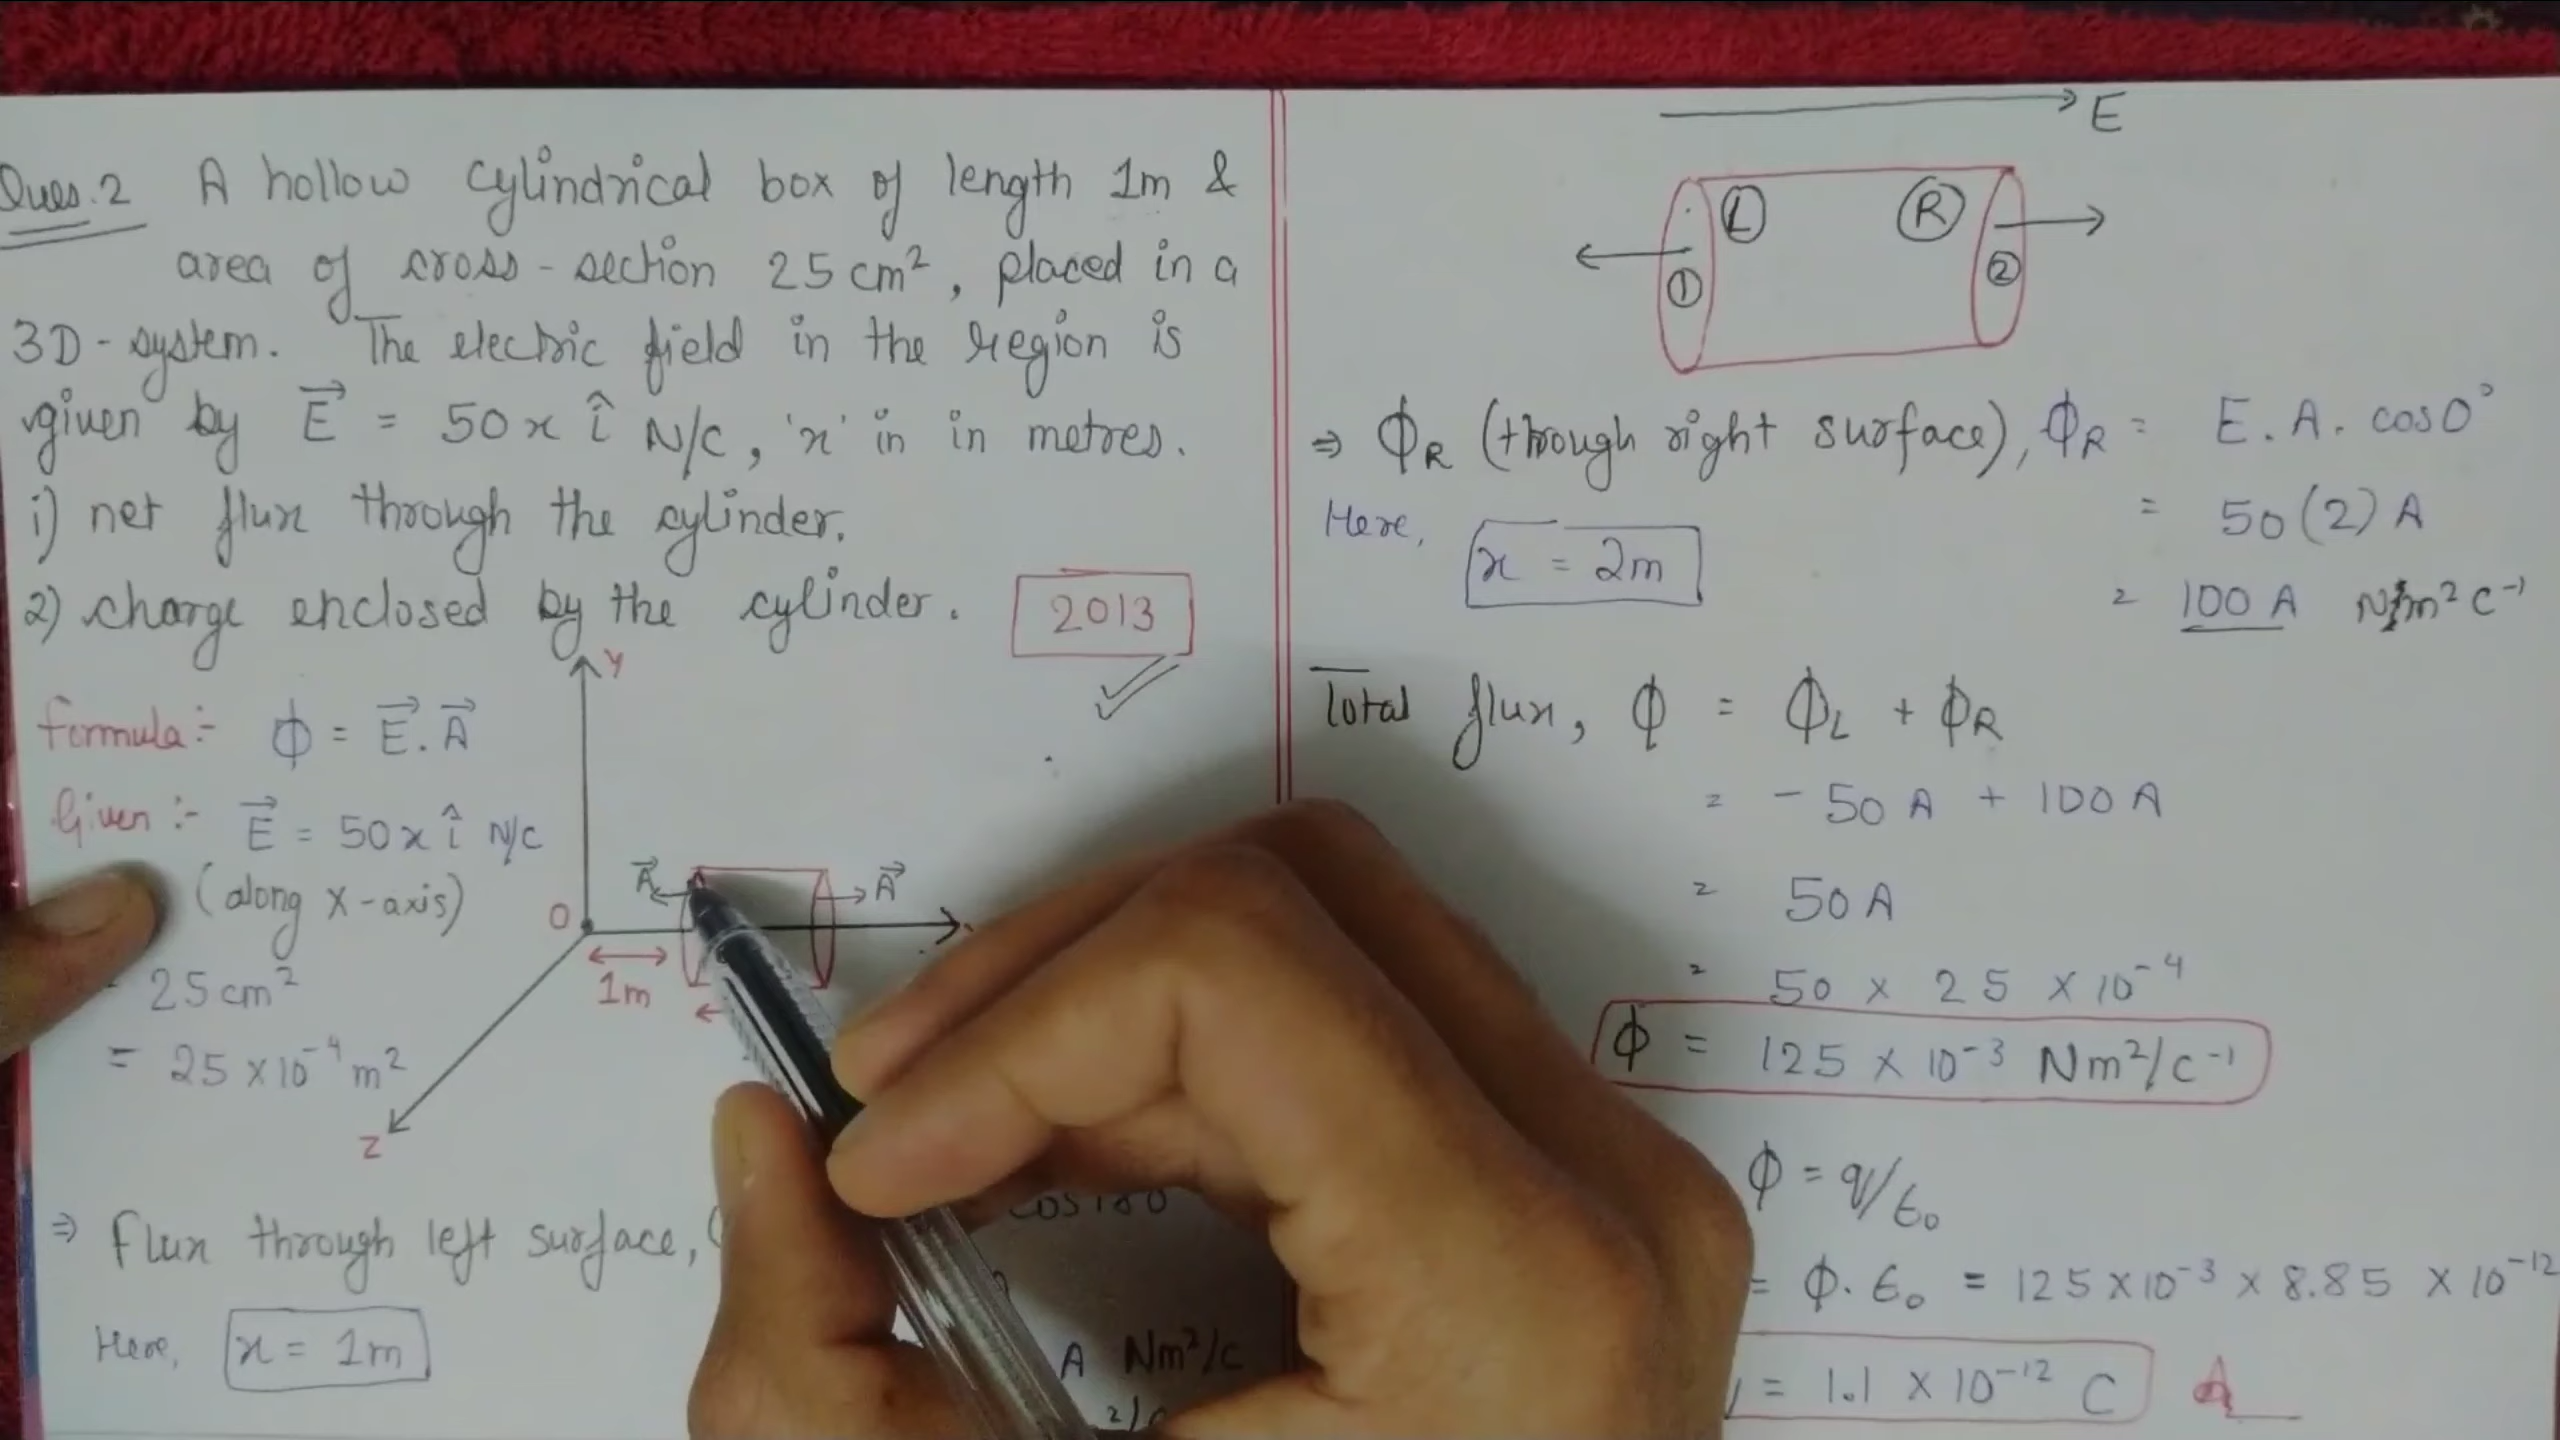 Ques.2 A hollow cylindrical box of length 1m &
area of cross-section 25 cm², placed in a
3D-system. The electric field in the region is
given by E⃗ = 50x î N/C, 'x' in in metres.
i) net flux through the cylinder.
2) charge enclosed by the cylinder.
2013
Formula:- ϕ = E⃗.A⃗
Given:- E⃗ = 50x î N/C
(along X-axis)
25 cm²
= 25 x 10⁻⁴ m²
Y
A⃗
A⃗
O
1m
Z
⇒ Flux through left surface,
cos 180
Here, x = 1m
A Nm²/c
E
L R
1 2
⇒ ϕR (through right surface), ϕR = E. A. cos0°
Here, x = 2m
= 50(2) A
= 100 A Nm² C⁻¹
Total flux, ϕ = ϕL + ϕR
= - 50 A + 100 A
= 50 A
= 50 x 25 x 10⁻⁴
ϕ = 125 x 10⁻³ Nm²/c⁻¹
ϕ = q/ε₀
= ϕ. ε₀ = 125 x 10⁻³ x 8.85 x 10⁻¹²
= 1.1 x 10⁻¹² C